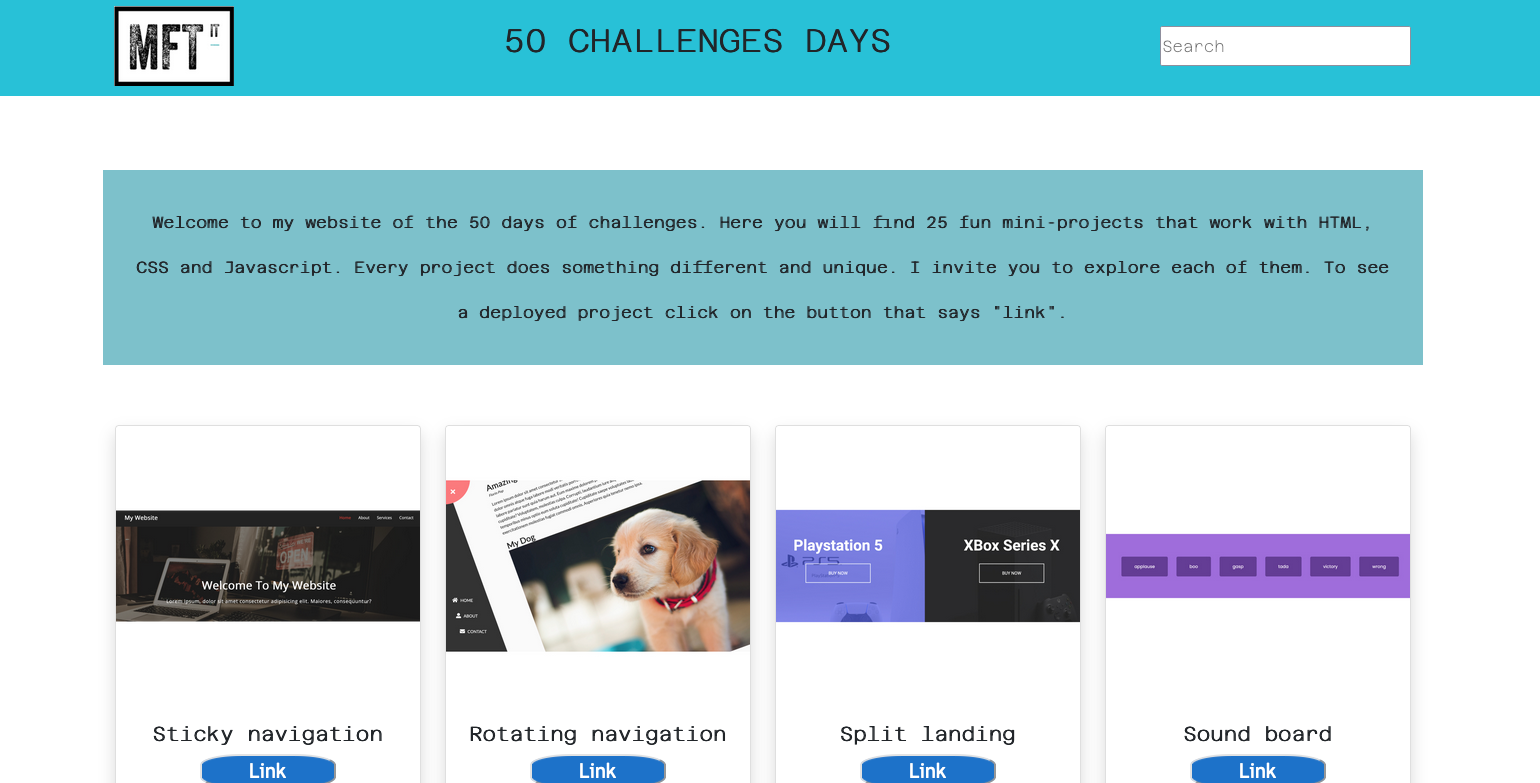 MFT IT
50 CHALLENGES DAYS
Search
Welcome to my website of the 50 days of challenges. Here you will find 25 fun mini-projects that work with HTML,
CSS and Javascript. Every project does something different and unique. I invite you to explore each of them. To see
a deployed project click on the button that says "link".
My Website
Home About Services Contact
OPEN
Welcome To My Website
Lorem ipsum, dolor sit amet consectetur adipisicing elit. Maiores, consequuntur?
Amazing
My Dog
HOME
ABOUT
CONTACT
Playstation 5
PS5
BUY NOW
XBox Series X
BUY NOW
applause boo gasp tada victory wrong
Sticky navigation
Link
Rotating navigation
Link
Split landing
Link
Sound board
Link